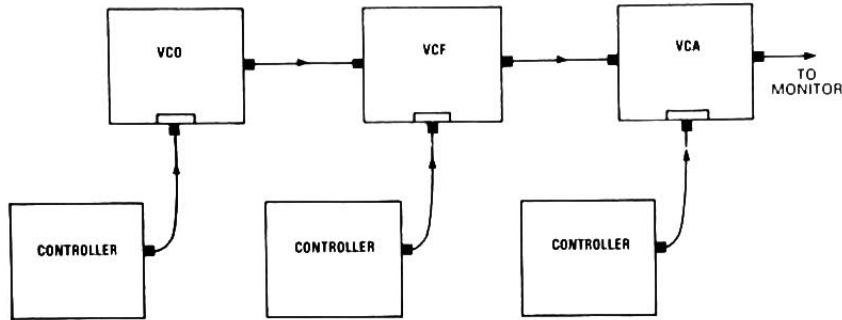 VCO
VCF
VCA
TO
MONITOR
CONTROLLER
CONTROLLER
CONTROLLER